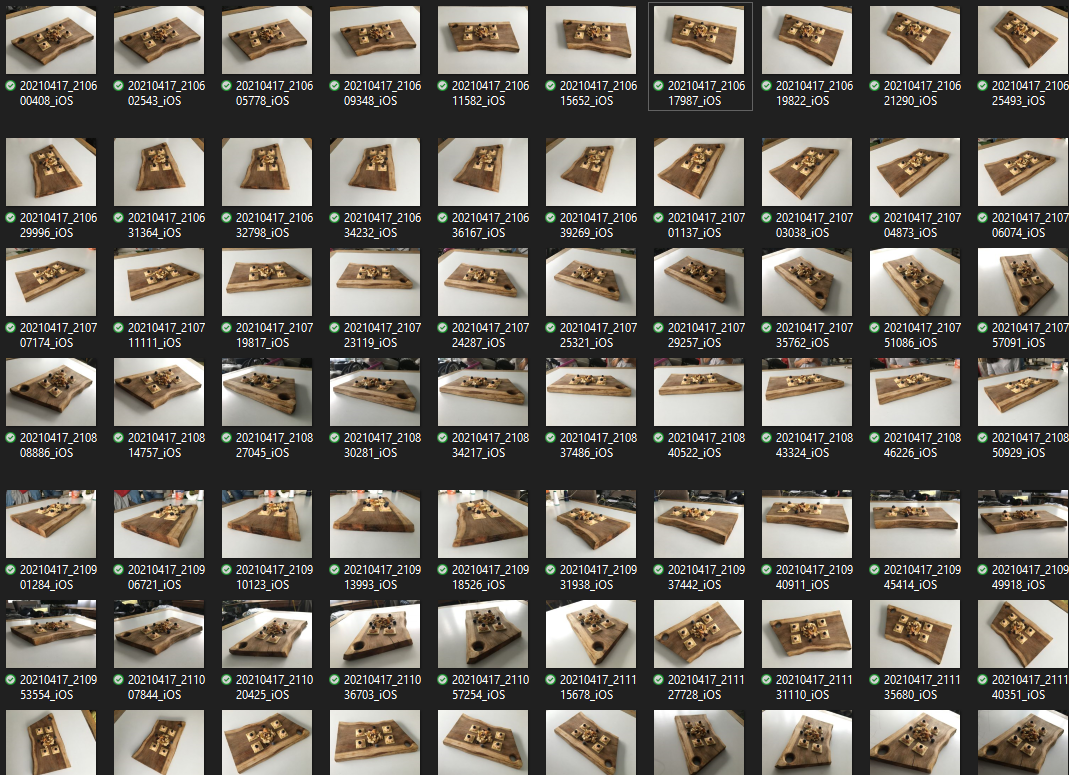 20210417_2106 20210417_2106 20210417_2106 20210417_2106 20210417_2106 20210417_2106 20210417_2106 20210417_2106 20210417_2106 20210417_2106
00408_iOS 02543_iOS 05778_iOS 09348_iOS 11582_iOS 15652_iOS 17987_iOS 19822_iOS 21290_iOS 25493_iOS
20210417_2106 20210417_2106 20210417_2106 20210417_2106 20210417_2106 20210417_2106 20210417_2107 20210417_2107 20210417_2107 20210417_2107
29996_iOS 31364_iOS 32798_iOS 34232_iOS 36167_iOS 39269_iOS 01137_iOS 03038_iOS 04873_iOS 06074_iOS
20210417_2107 20210417_2107 20210417_2107 20210417_2107 20210417_2107 20210417_2107 20210417_2107 20210417_2107 20210417_2107 20210417_2107
07174_iOS 11111_iOS 19817_iOS 23119_iOS 24287_iOS 25321_iOS 29257_iOS 35762_iOS 51086_iOS 57091_iOS
20210417_2108 20210417_2108 20210417_2108 20210417_2108 20210417_2108 20210417_2108 20210417_2108 20210417_2108 20210417_2108 20210417_2108
08886_iOS 14757_iOS 27045_iOS 30281_iOS 34217_iOS 37486_iOS 40522_iOS 43324_iOS 46226_iOS 50929_iOS
20210417_2109 20210417_2109 20210417_2109 20210417_2109 20210417_2109 20210417_2109 20210417_2109 20210417_2109 20210417_2109 20210417_2109
01284_iOS 06721_iOS 10123_iOS 13993_iOS 18526_iOS 31938_iOS 37442_iOS 40911_iOS 45414_iOS 49918_iOS
20210417_2109 20210417_2110 20210417_2110 20210417_2110 20210417_2110 20210417_2111 20210417_2111 20210417_2111 20210417_2111 20210417_2111
53554_iOS 07844_iOS 20425_iOS 36703_iOS 57254_iOS 15678_iOS 27728_iOS 31110_iOS 35680_iOS 40351_iOS